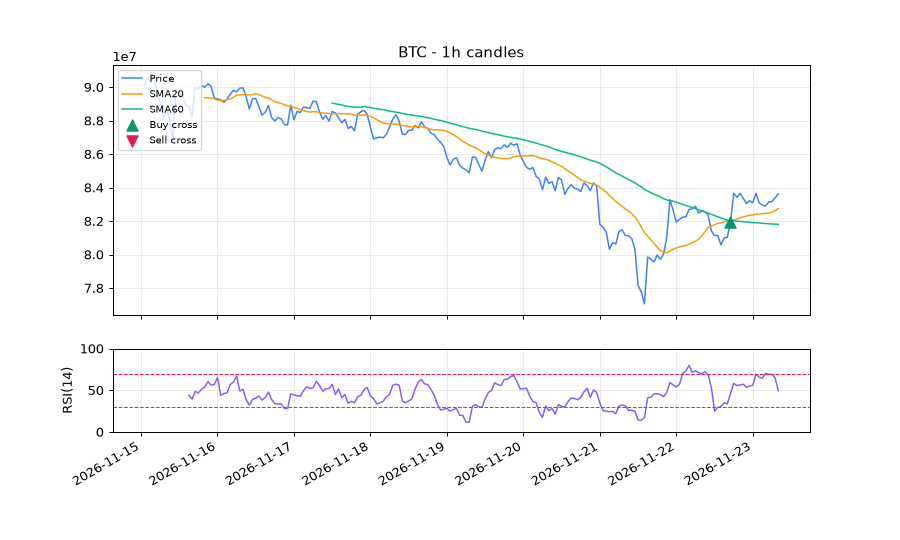 BTC - 1h candles
1e7
Price
SMA20
SMA60
Buy cross
Sell cross
9.0
8.8
8.6
8.4
8.2
8.0
7.8
RSI(14)
100
50
0
2026-11-15
2026-11-16
2026-11-17
2026-11-18
2026-11-19
2026-11-20
2026-11-21
2026-11-22
2026-11-23